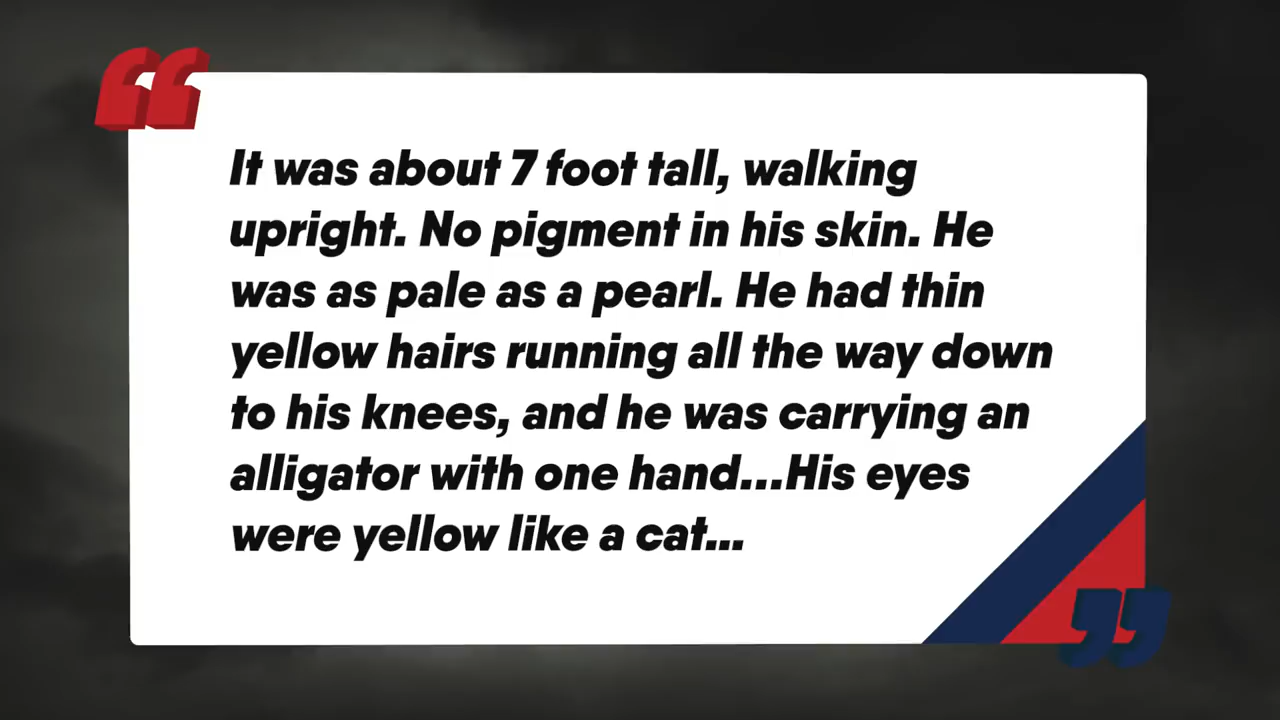 It was about 7 foot tall, walking
upright. No pigment in his skin. He
was as pale as a pearl. He had thin
yellow hairs running all the way down
to his knees, and he was carrying an
alligator with one hand...His eyes
were yellow like a cat...